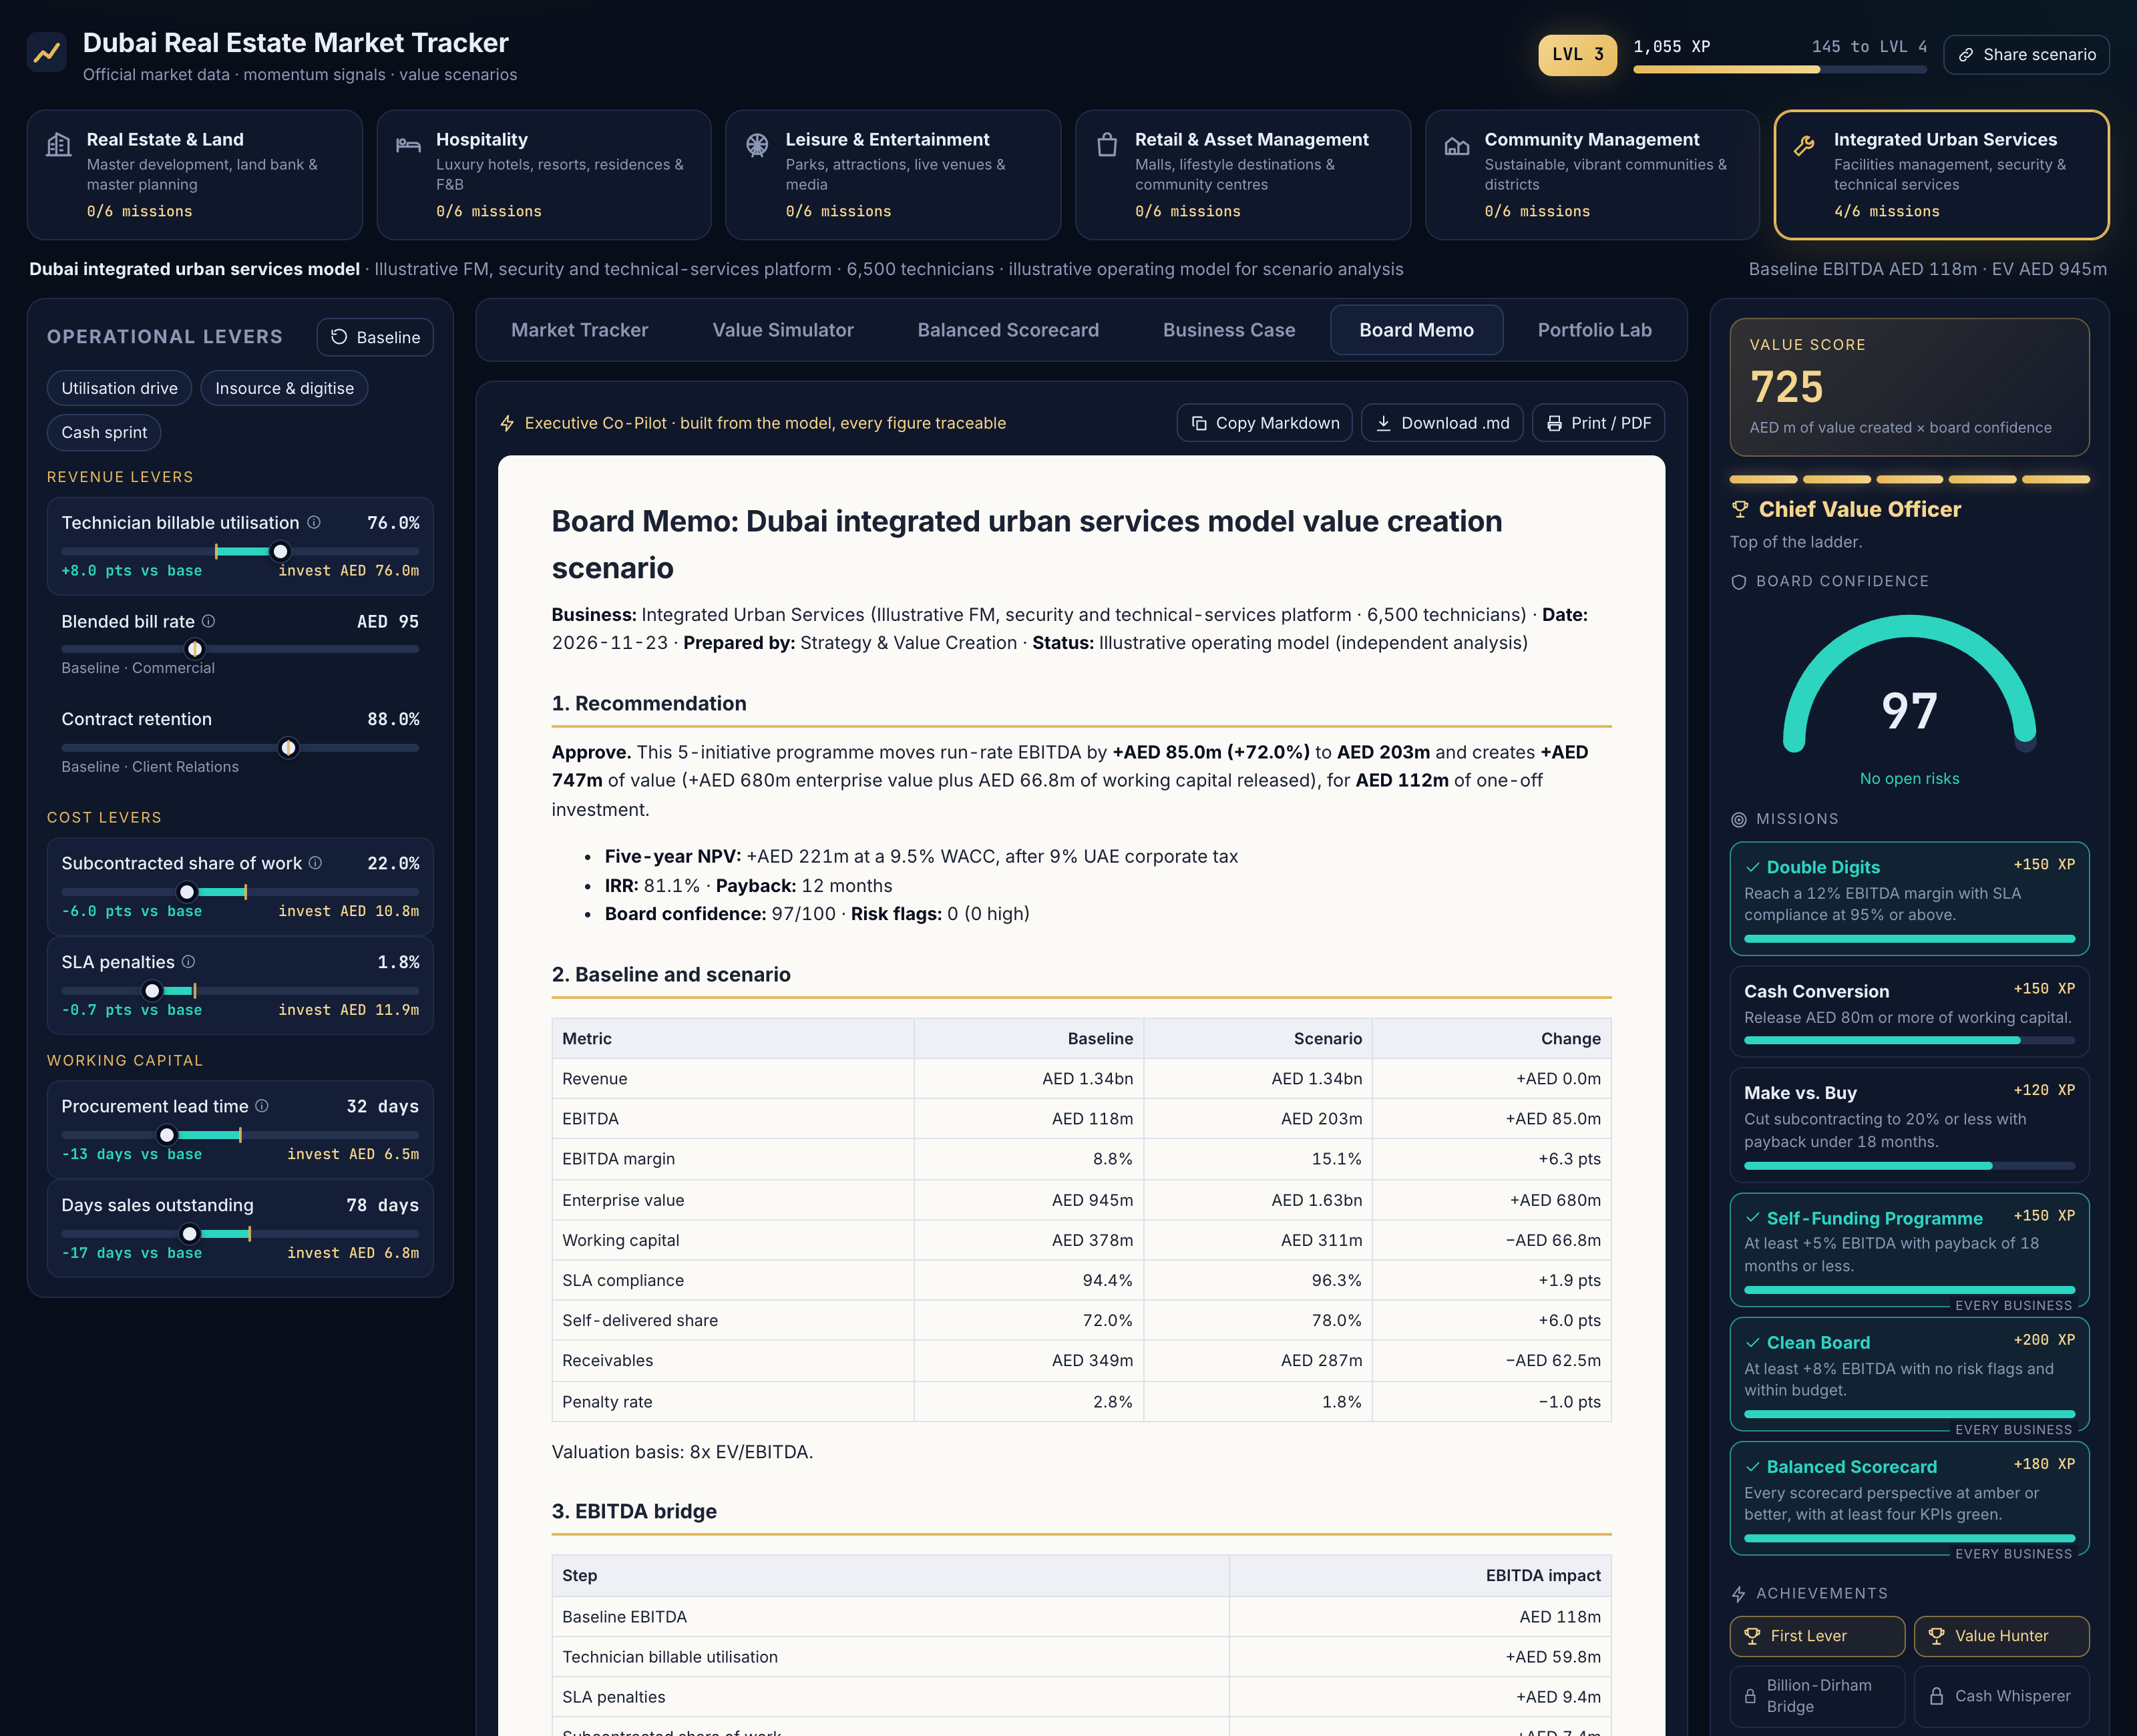 Dubai Real Estate Market Tracker
Official market data · momentum signals · value scenarios
LVL 3
1,055 XP
145 to LVL 4
Share scenario
Real Estate & Land
Master development, land bank &
master planning
0/6 missions
Hospitality
Luxury hotels, resorts, residences &
F&B
0/6 missions
Leisure & Entertainment
Parks, attractions, live venues &
media
0/6 missions
Retail & Asset Management
Malls, lifestyle destinations &
community centres
0/6 missions
Community Management
Sustainable, vibrant communities &
districts
0/6 missions
Integrated Urban Services
Facilities management, security &
technical services
4/6 missions
Dubai integrated urban services model · Illustrative FM, security and technical-services platform · 6,500 technicians · illustrative operating model for scenario analysis
Baseline EBITDA AED 118m · EV AED 945m
OPERATIONAL LEVERS
Baseline
Utilisation drive
Insource & digitise
Cash sprint
REVENUE LEVERS
Technician billable utilisation
76.0%
+8.0 pts vs base
invest AED 76.0m
Blended bill rate
AED 95
Baseline · Commercial
Contract retention
88.0%
Baseline · Client Relations
COST LEVERS
Subcontracted share of work
22.0%
-6.0 pts vs base
invest AED 10.8m
SLA penalties
1.8%
-0.7 pts vs base
invest AED 11.9m
WORKING CAPITAL
Procurement lead time
32 days
-13 days vs base
invest AED 6.5m
Days sales outstanding
78 days
-17 days vs base
invest AED 6.8m
Market Tracker
Value Simulator
Balanced Scorecard
Business Case
Board Memo
Portfolio Lab
Executive Co-Pilot · built from the model, every figure traceable
Copy Markdown
Download .md
Print / PDF
Board Memo: Dubai integrated urban services model value creation
scenario
Business: Integrated Urban Services (Illustrative FM, security and technical-services platform · 6,500 technicians) · Date:
2026-11-23 · Prepared by: Strategy & Value Creation · Status: Illustrative operating model (independent analysis)
1. Recommendation
Approve. This 5-initiative programme moves run-rate EBITDA by +AED 85.0m (+72.0%) to AED 203m and creates +AED
747m of value (+AED 680m enterprise value plus AED 66.8m of working capital released), for AED 112m of one-off
investment.
• Five-year NPV: +AED 221m at a 9.5% WACC, after 9% UAE corporate tax
• IRR: 81.1% · Payback: 12 months
• Board confidence: 97/100 · Risk flags: 0 (0 high)
2. Baseline and scenario
Metric Baseline Scenario Change
Revenue AED 1.34bn AED 1.34bn +AED 0.0m
EBITDA AED 118m AED 203m +AED 85.0m
EBITDA margin 8.8% 15.1% +6.3 pts
Enterprise value AED 945m AED 1.63bn +AED 680m
Working capital AED 378m AED 311m −AED 66.8m
SLA compliance 94.4% 96.3% +1.9 pts
Self-delivered share 72.0% 78.0% +6.0 pts
Receivables AED 349m AED 287m −AED 62.5m
Penalty rate 2.8% 1.8% −1.0 pts
Valuation basis: 8x EV/EBITDA.
3. EBITDA bridge
Step EBITDA impact
Baseline EBITDA AED 118m
Technician billable utilisation +AED 59.8m
SLA penalties +AED 9.4m
Subcontracted share of work +AED 7.4m
VALUE SCORE
725
AED m of value created × board confidence
Chief Value Officer
Top of the ladder.
BOARD CONFIDENCE
97
No open risks
MISSIONS
Double Digits
+150 XP
Reach a 12% EBITDA margin with SLA
compliance at 95% or above.
Cash Conversion
+150 XP
Release AED 80m or more of working capital.
Make vs. Buy
+120 XP
Cut subcontracting to 20% or less with
payback under 18 months.
Self-Funding Programme
+150 XP
At least +5% EBITDA with payback of 18
months or less.
EVERY BUSINESS
Clean Board
+200 XP
At least +8% EBITDA with no risk flags and
within budget.
EVERY BUSINESS
Balanced Scorecard
+180 XP
Every scorecard perspective at amber or
better, with at least four KPIs green.
EVERY BUSINESS
ACHIEVEMENTS
First Lever
Value Hunter
Billion-Dirham
Bridge
Cash Whisperer